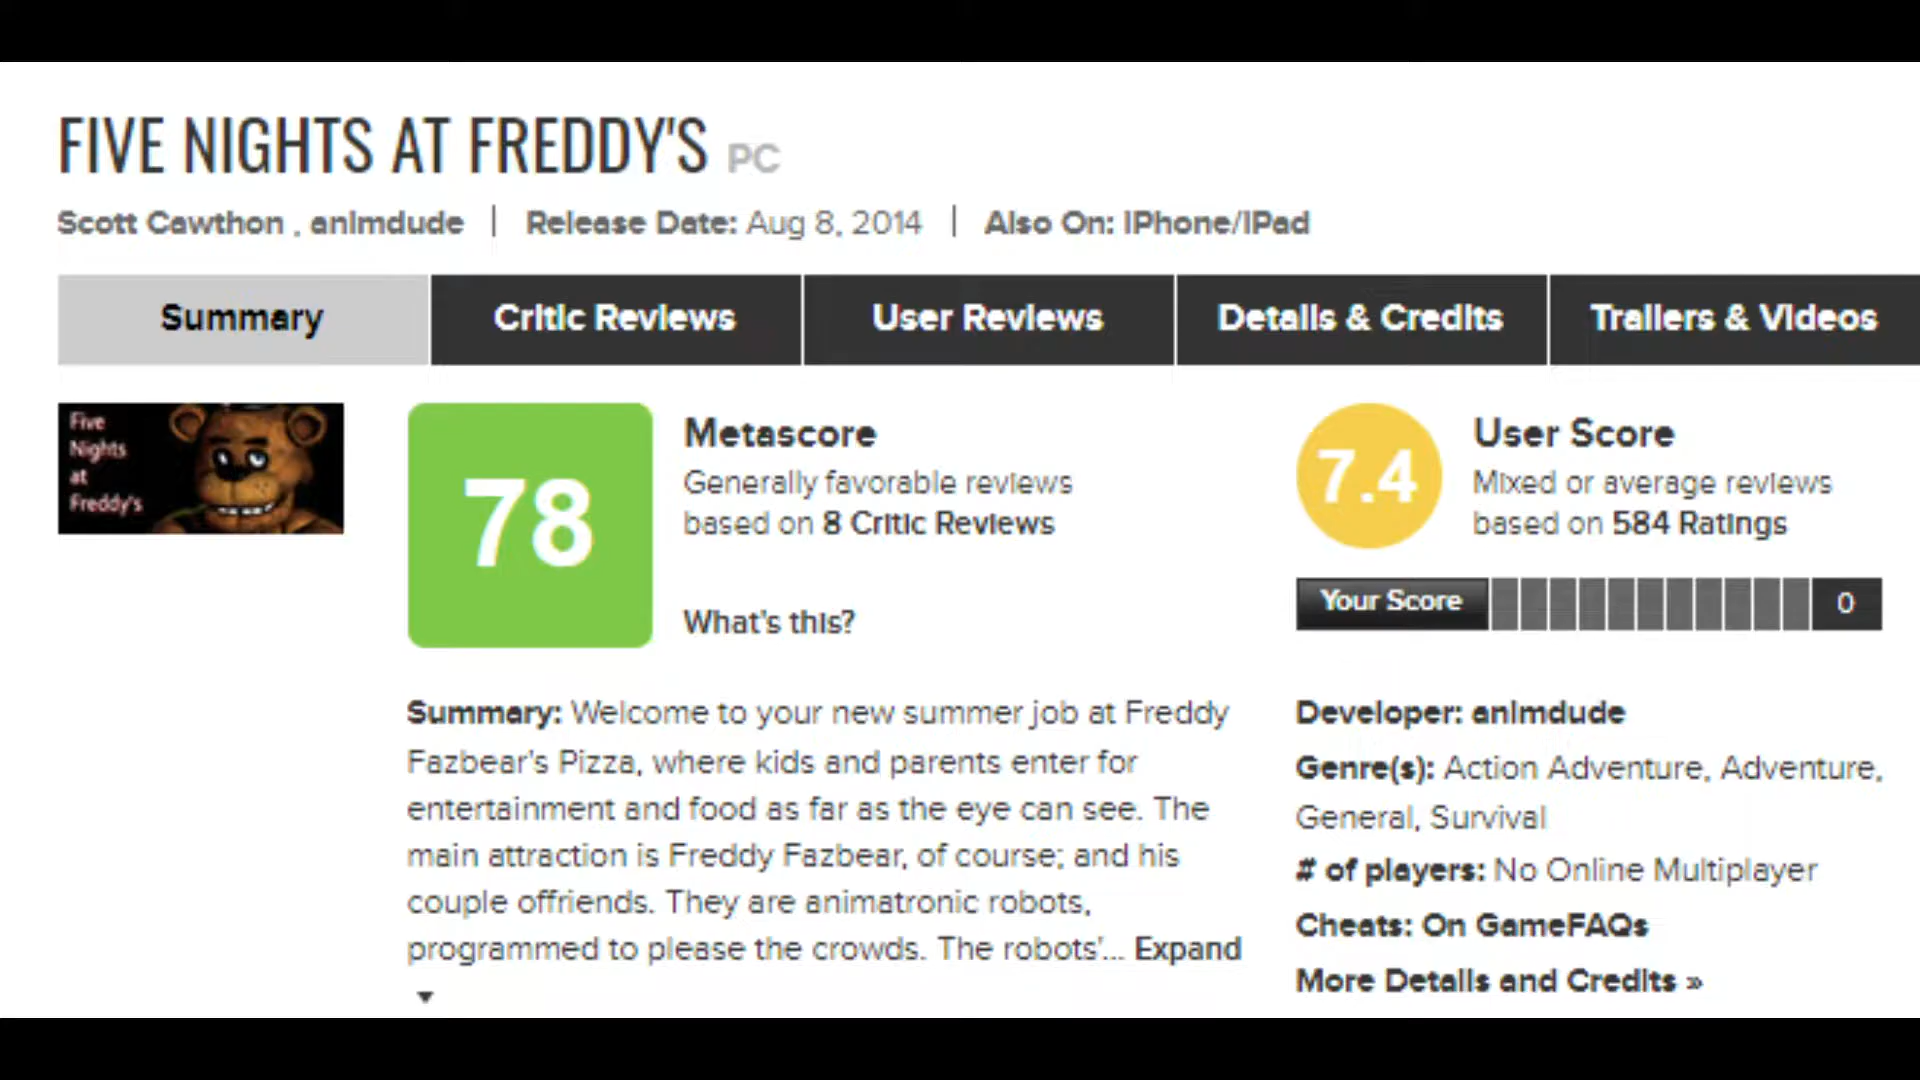 FIVE NIGHTS AT FREDDY'S PC
Scott Cawthon , animdude | Release Date: Aug 8, 2014 | Also On: iPhone/iPad
Summary
Critic Reviews
User Reviews
Details & Credits
Trailers & Videos
Five
Nights
at
Freddy's
78
Metascore
Generally favorable reviews
based on 8 Critic Reviews
What's this?
7.4
User Score
Mixed or average reviews
based on 584 Ratings
Your Score
0
Summary: Welcome to your new summer job at Freddy
Fazbear's Pizza, where kids and parents enter for
entertainment and food as far as the eye can see. The
main attraction is Freddy Fazbear, of course; and his
couple offriends. They are animatronic robots,
programmed to please the crowds. The robots'... Expand
Developer: animdude
Genre(s): Action Adventure, Adventure,
General, Survival
# of players: No Online Multiplayer
Cheats: On GameFAQs
More Details and Credits »